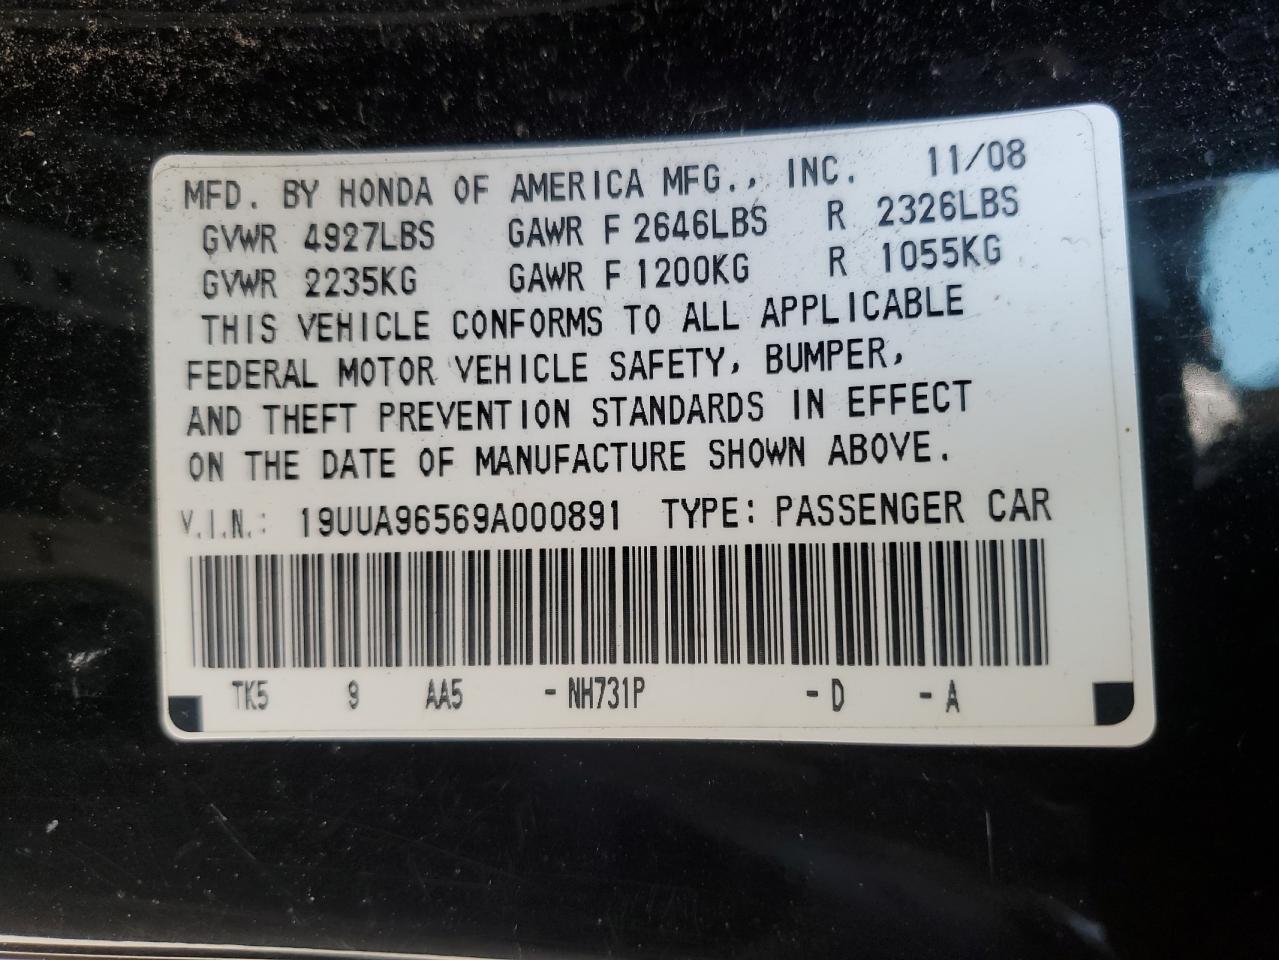 MFD. BY HONDA OF AMERICA MFG., INC. 11/08
GVWR 4927LBS GAWR F 2646LBS R 2326LBS
GVWR 2235KG GAWR F 1200KG R 1055KG
THIS VEHICLE CONFORMS TO ALL APPLICABLE
FEDERAL MOTOR VEHICLE SAFETY, BUMPER,
AND THEFT PREVENTION STANDARDS IN EFFECT
ON THE DATE OF MANUFACTURE SHOWN ABOVE.
V.I.N.: 19UUA96569A000891 TYPE: PASSENGER CAR
TK5 9 AA5 - NH731P - D - A